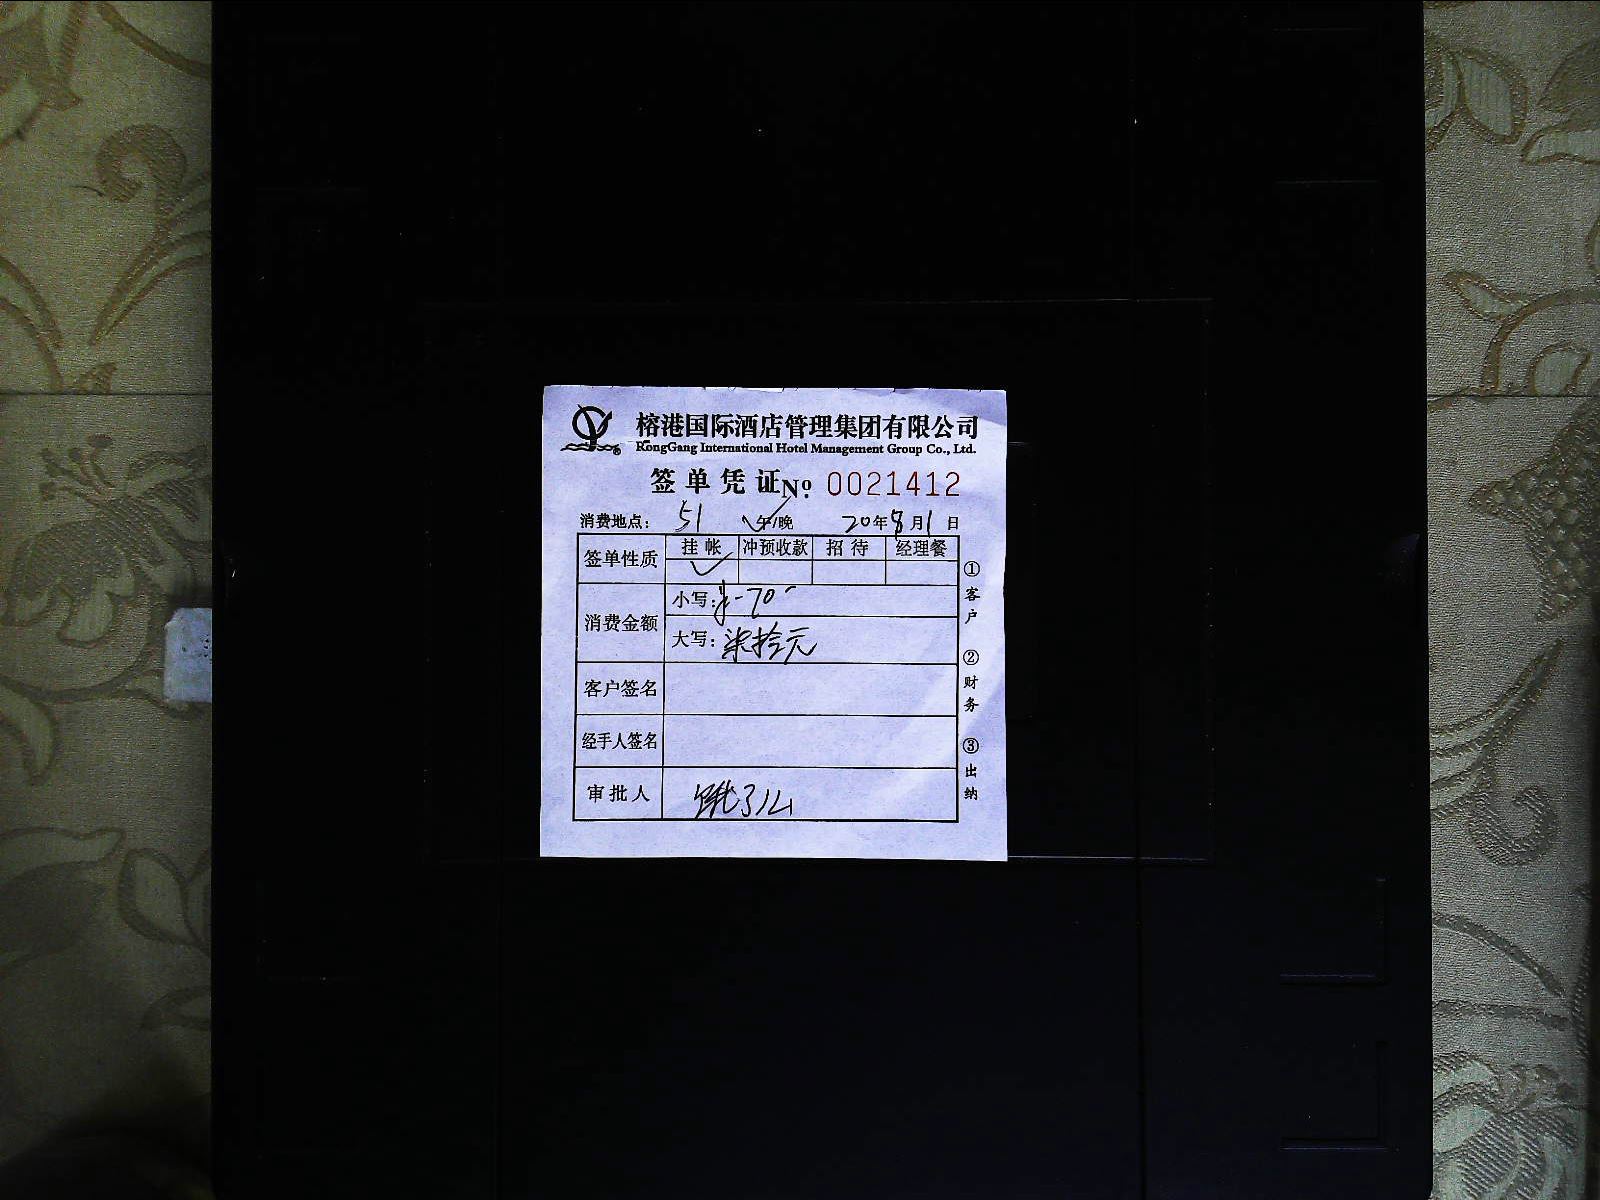 榕港国际酒店管理集团有限公司
RongGang International Hotel Management Group Co., Ltd.
签单凭证 Nº: 0021412
消费地点: 51 午/晚 20年8月1日
签单性质 挂帐 冲预收款 招待 经理餐
消费金额 小写: ¥-70-
大写: 柒拾元
客户签名
经手人签名
审批人 饿了么
①客户 ②财务 ③出纳